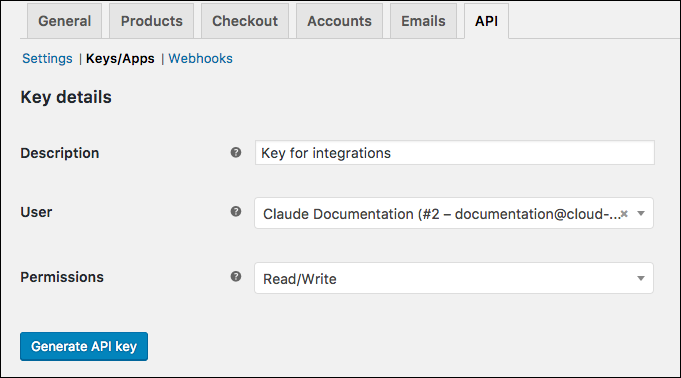 General Products Checkout Accounts Emails API
Settings | Keys/Apps | Webhooks
Key details
Description ? Key for integrations
User ? Claude Documentation (#2 – documentation@cloud-...×
Permissions ? Read/Write
Generate API key